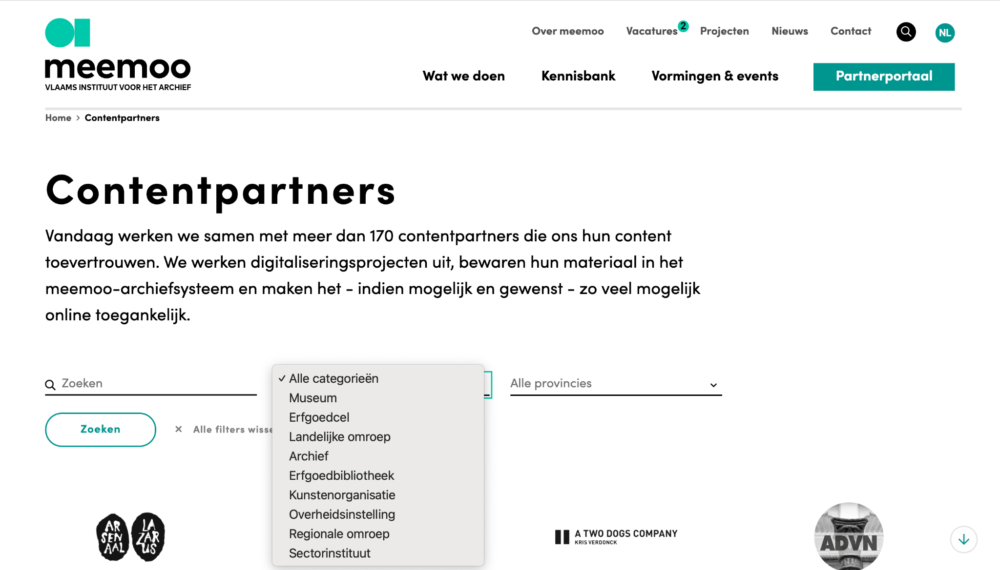 Over meemoo Vacatures 2 Projecten Nieuws Contact NL
meemoo
VLAAMS INSTITUUT VOOR HET ARCHIEF
Wat we doen Kennisbank Vormingen & events Partnerportaal
Home > Contentpartners
Contentpartners
Vandaag werken we samen met meer dan 170 contentpartners die ons hun content
toevertrouwen. We werken digitaliseringsprojecten uit, bewaren hun materiaal in het
meemoo-archiefsysteem en maken het - indien mogelijk en gewenst - zo veel mogelijk
online toegankelijk.
Zoeken
✓ Alle categorieën
Museum
Erfgoedcel
Landelijke omroep
Archief
Erfgoedbibliotheek
Kunstenorganisatie
Overheidsinstelling
Regionale omroep
Sectorinstituut
Alle provincies
Zoeken
× Alle filters wisse
AR
SEN
AAL
LA
ZAR
US
A TWO DOGS COMPANY
KRIS VERDONCK
ADVN